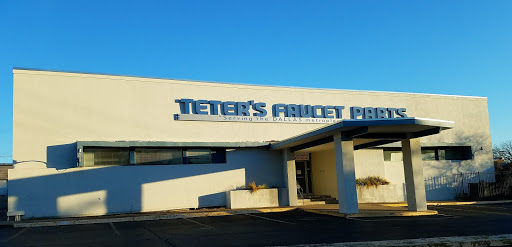 TETER'S FAUCET PARTS
Serving the DALLAS metroplex